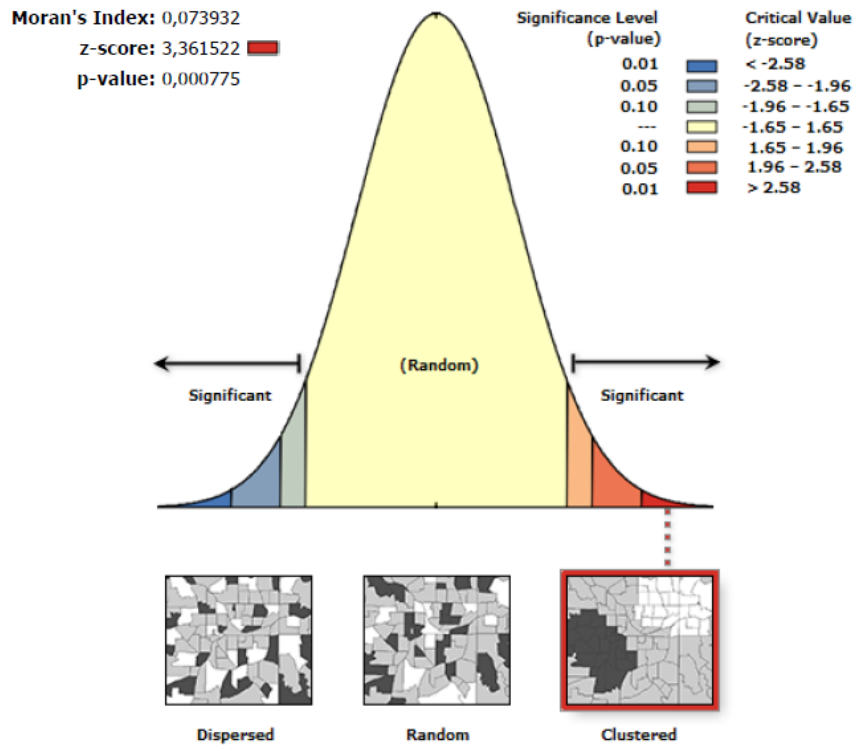 Moran's Index: 0,073932
z-score: 3,361522
p-value: 0,000775
Significance Level
(p-value)
Critical Value
(z-score)
0.01 < -2.58
0.05 -2.58 – -1.96
0.10 -1.96 – -1.65
--- -1.65 – 1.65
0.10 1.65 – 1.96
0.05 1.96 – 2.58
0.01 > 2.58
(Random)
Significant
Significant
Dispersed
Random
Clustered